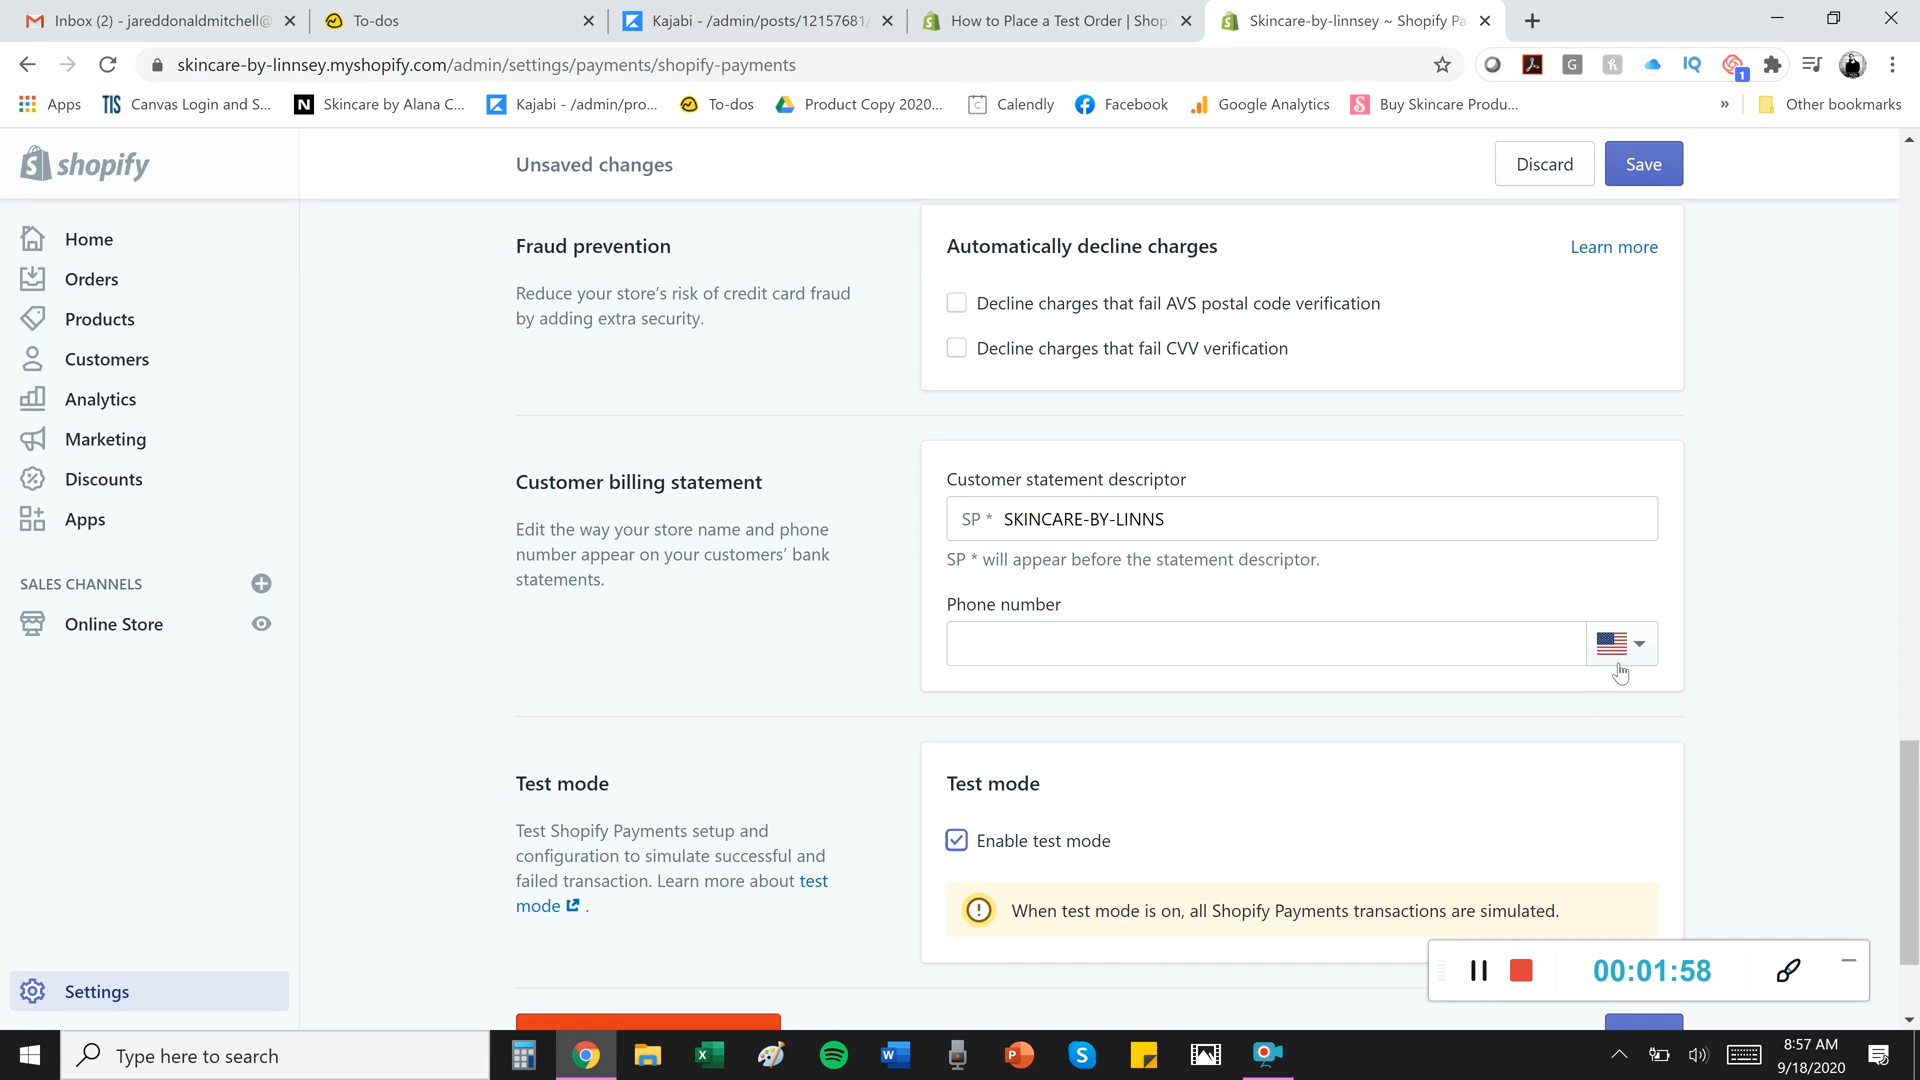 Inbox (2) - jareddonaldmitchell@
To-dos
Kajabi - /admin/posts/12157681/
How to Place a Test Order | Shop
Skincare-by-linnsey ~ Shopify Pa
skincare-by-linnsey.myshopify.com/admin/settings/payments/shopify-payments
Apps
Canvas Login and S...
Skincare by Alana C...
Kajabi - /admin/pro...
To-dos
Product Copy 2020...
Calendly
Facebook
Google Analytics
Buy Skincare Produ...
»
Other bookmarks
shopify
Unsaved changes
Discard
Save
Home
Orders
Products
Customers
Analytics
Marketing
Discounts
Apps
SALES CHANNELS
Online Store
Settings
Fraud prevention
Reduce your store's risk of credit card fraud
by adding extra security.
Automatically decline charges
Learn more
Decline charges that fail AVS postal code verification
Decline charges that fail CVV verification
Customer billing statement
Edit the way your store name and phone
number appear on your customers' bank
statements.
Customer statement descriptor
SP * SKINCARE-BY-LINNS
SP * will appear before the statement descriptor.
Phone number
Test mode
Test Shopify Payments setup and
configuration to simulate successful and
failed transaction. Learn more about test
mode .
Test mode
Enable test mode
When test mode is on, all Shopify Payments transactions are simulated.
00:01:58
Type here to search
8:57 AM
9/18/2020